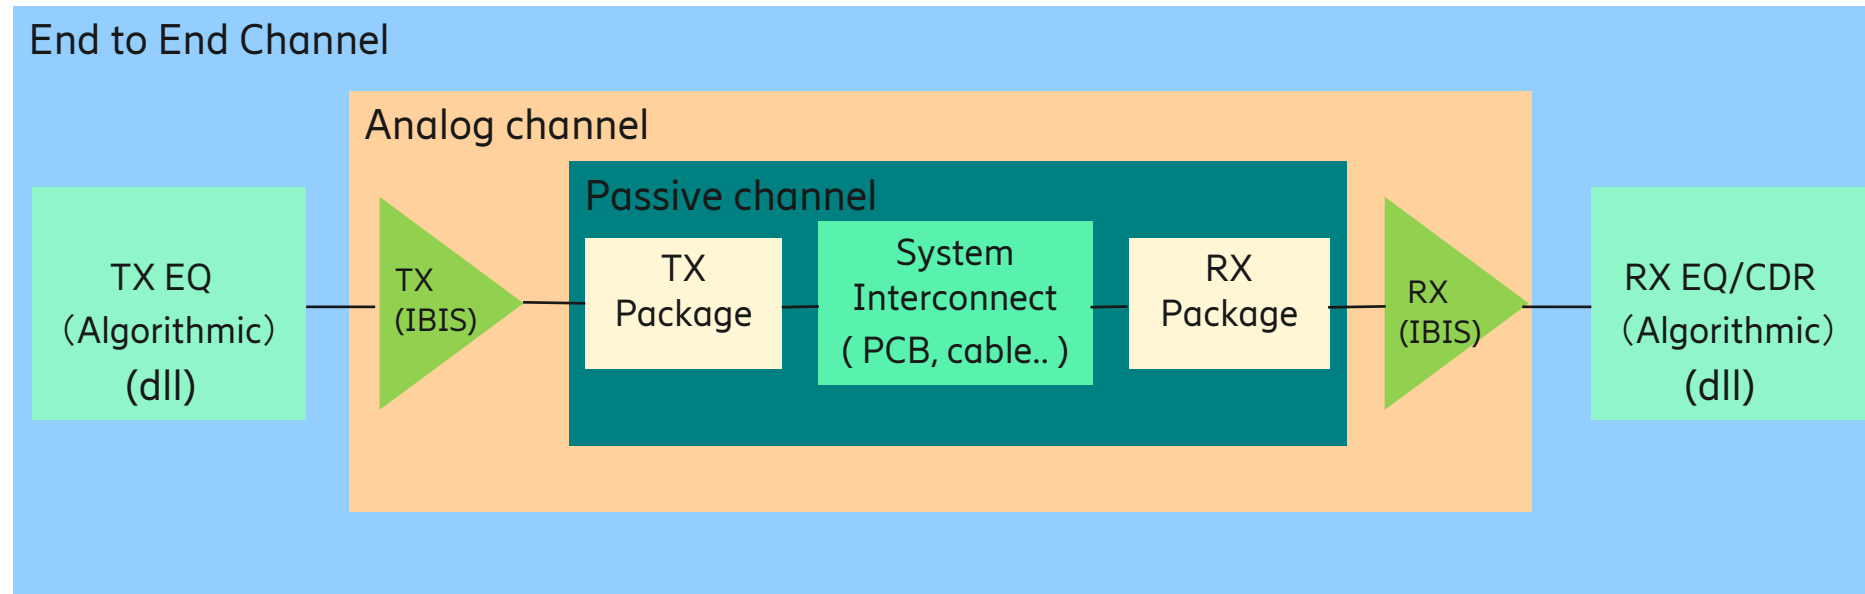 End to End Channel
Analog channel
Passive channel
TX EQ
（Algorithmic）
(dll)
TX
(IBIS)
TX
Package
System
Interconnect
( PCB, cable.. )
RX
Package
RX
(IBIS)
RX EQ/CDR
（Algorithmic）
(dll)